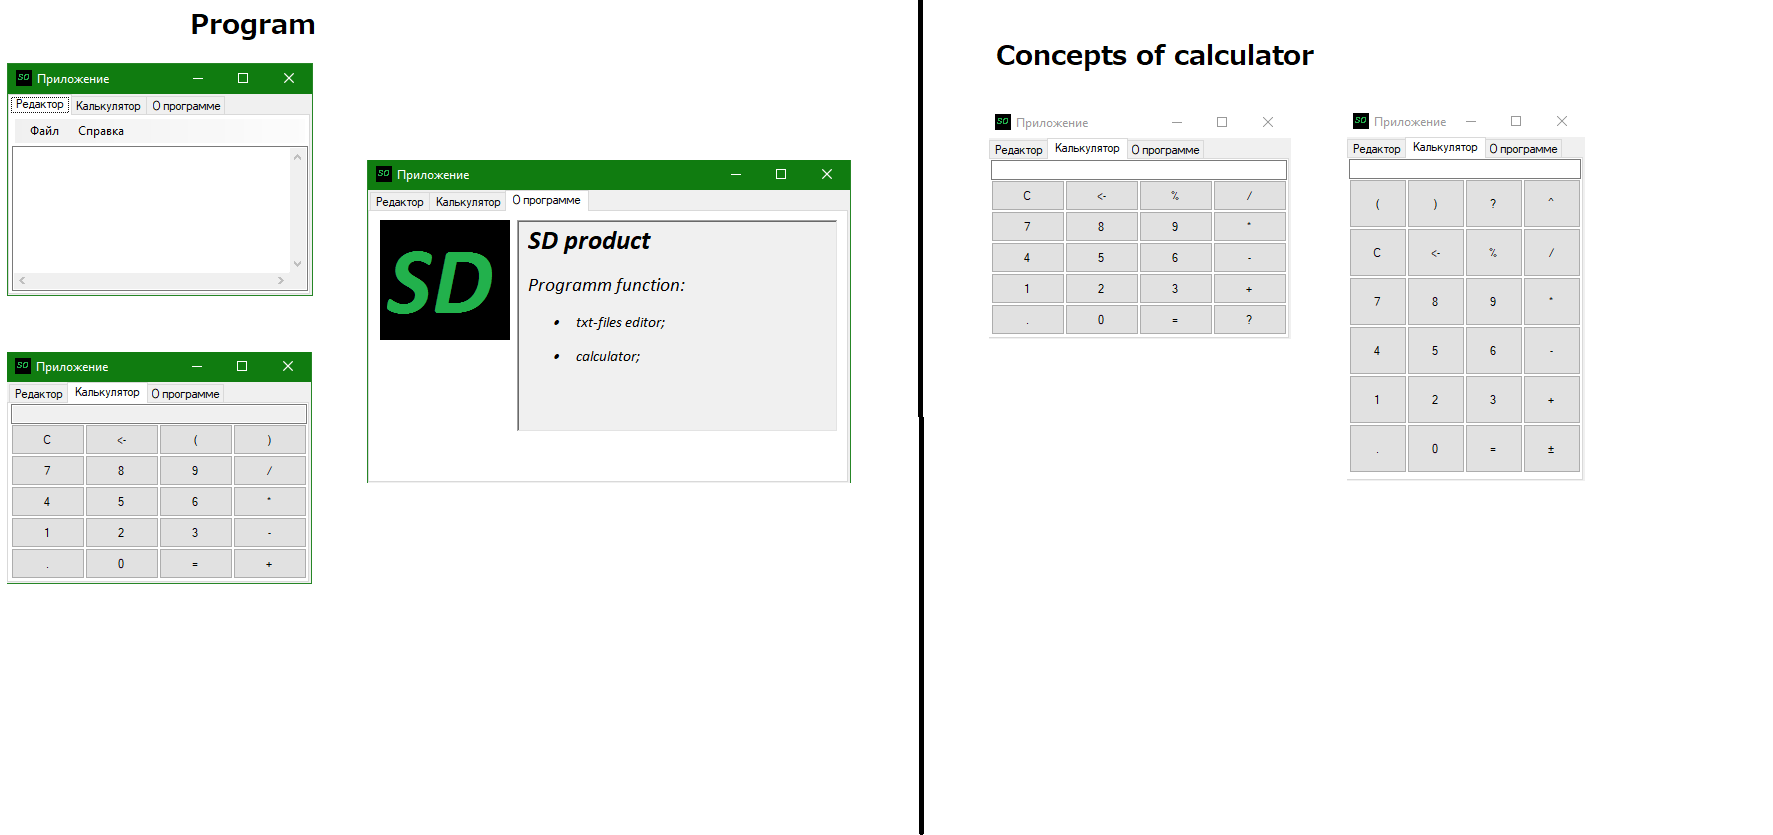 Program
SD Приложение
Редактор Калькулятор О программе
Файл Справка
SD Приложение
Редактор Калькулятор О программе
SD
SD product
Programm function:
• txt-files editor;
• calculator;
SD Приложение
Редактор Калькулятор О программе
C <- ( )
7 8 9 /
4 5 6 *
1 2 3 -
. 0 = +
Concepts of calculator
SD Приложение
Редактор Калькулятор О программе
C <- % /
7 8 9 *
4 5 6 -
1 2 3 +
. 0 = ?
SD Приложение
Редактор Калькулятор О программе
( ) ? ^
C <- % /
7 8 9 *
4 5 6 -
1 2 3 +
. 0 = ±